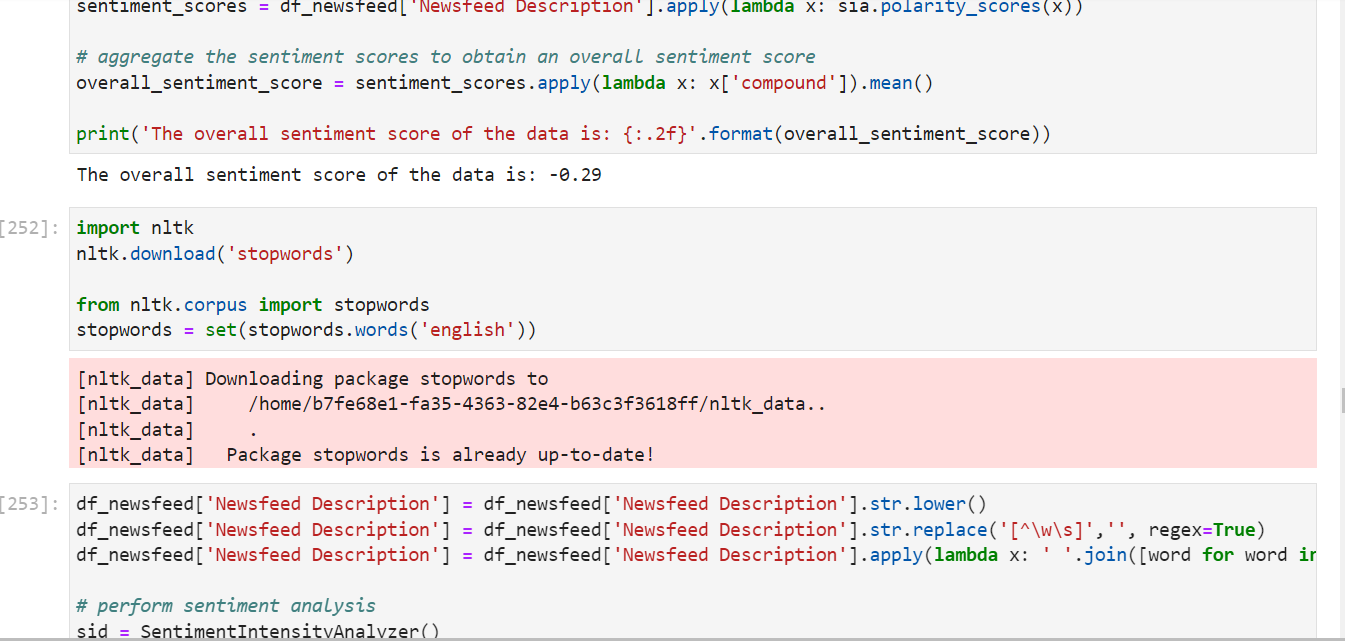 sentiment_scores = df_newsfeed['Newsfeed Description'].apply(lambda x: sia.polarity_scores(x))
# aggregate the sentiment scores to obtain an overall sentiment score
overall_sentiment_score = sentiment_scores.apply(lambda x: x['compound']).mean()
print('The overall sentiment score of the data is: {:.2f}'.format(overall_sentiment_score))
The overall sentiment score of the data is: -0.29
[252]: import nltk
nltk.download('stopwords')
from nltk.corpus import stopwords
stopwords = set(stopwords.words('english'))
[nltk_data] Downloading package stopwords to
[nltk_data]     /home/b7fe68e1-fa35-4363-82e4-b63c3f3618ff/nltk_data..
[nltk_data]     .
[nltk_data]   Package stopwords is already up-to-date!
[253]: df_newsfeed['Newsfeed Description'] = df_newsfeed['Newsfeed Description'].str.lower()
df_newsfeed['Newsfeed Description'] = df_newsfeed['Newsfeed Description'].str.replace('[^\w\s]','', regex=True)
df_newsfeed['Newsfeed Description'] = df_newsfeed['Newsfeed Description'].apply(lambda x: ' '.join([word for word in
# perform sentiment analysis
sid = SentimentIntensityAnalyzer()